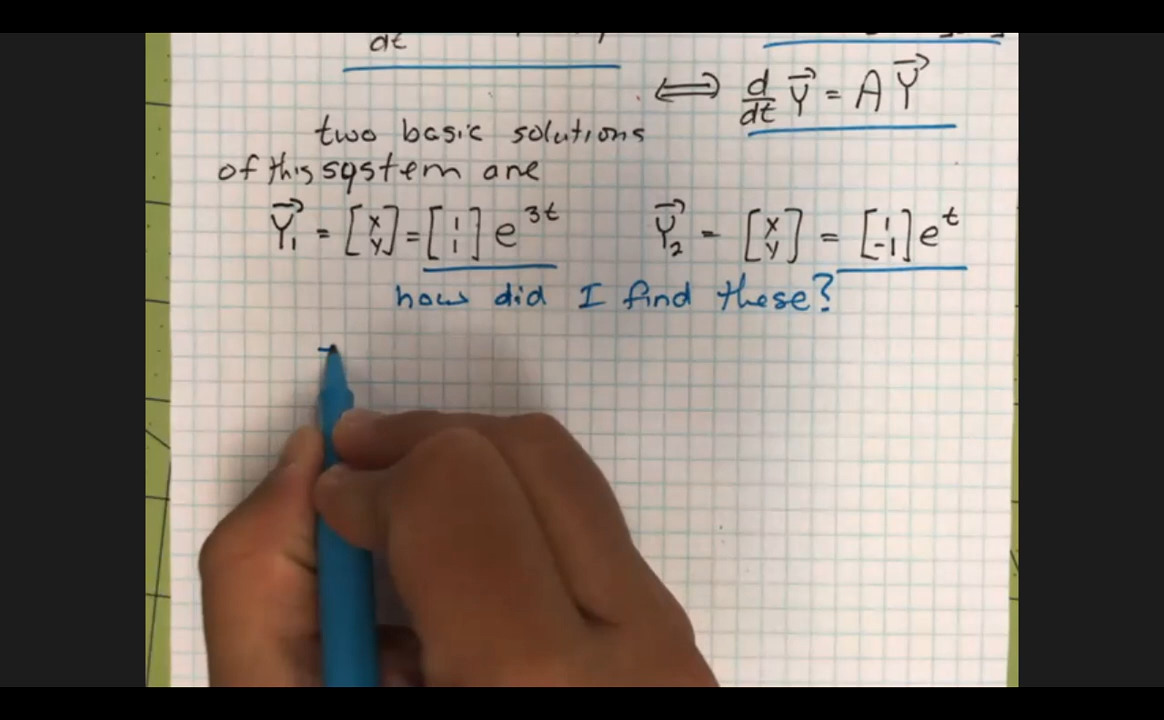 dt
⟺ d/dt Y⃗ = A Y⃗
two basic solutions
of this system are
Y⃗₁ = [x y] = [1 1] e^3t    Y⃗₂ = [x y] = [1 -1] e^t
how did I find these?